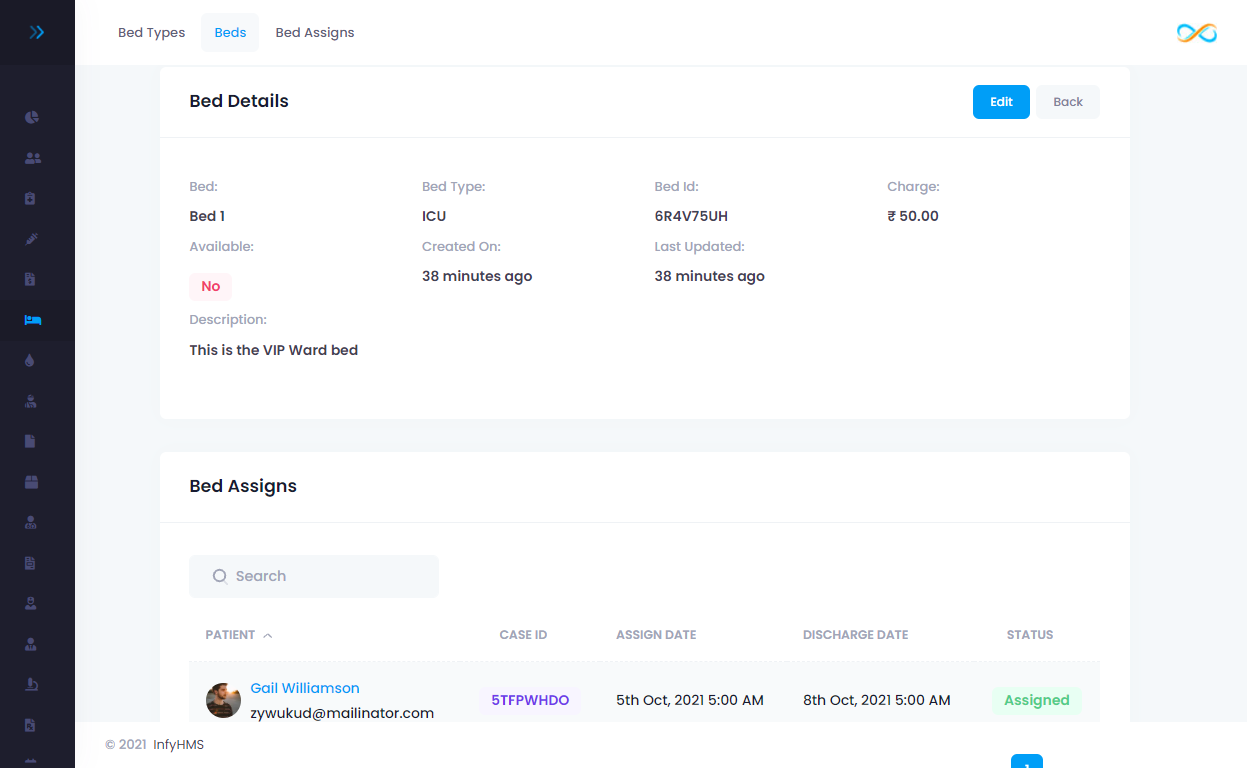 Bed Types Beds Bed Assigns
Bed Details Edit Back
Bed: Bed Type: Bed Id: Charge:
Bed 1 ICU 6R4V75UH ₹ 50.00
Available: Created On: Last Updated:
No 38 minutes ago 38 minutes ago
Description:
This is the VIP Ward bed
Bed Assigns
Search
PATIENT CASE ID ASSIGN DATE DISCHARGE DATE STATUS
Gail Williamson
zywukud@mailinator.com 5TFPWHDO 5th Oct, 2021 5:00 AM 8th Oct, 2021 5:00 AM Assigned
© 2021 InfyHMS